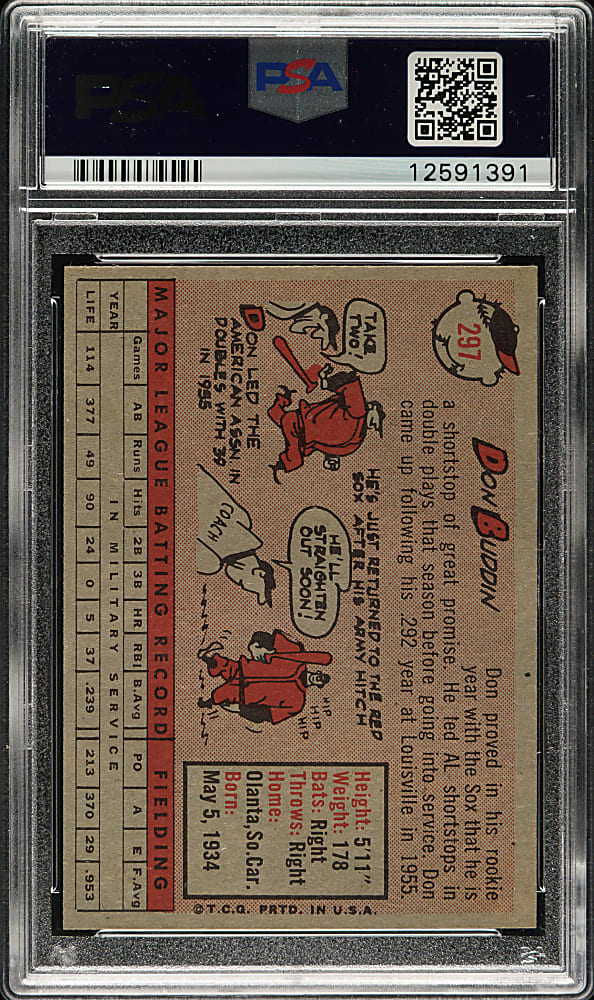 PSA
PSA
12591391
297
DON BUDDIN
Don proved in his rookie
year with the Sox that he is
a shortstop of great promise. He led AL shortstops in
double plays that season before going into service. Don
came up following his .292 year at Louisville in 1955.
TAKE
TWO!
DON LED THE
AMERICAN ASSN. IN
DOUBLES WITH 39
IN 1955
HE'S JUST RETURNED TO THE RED
SOX AFTER HIS ARMY HITCH
HE'LL
STRAIGHTEN
OUT SOON!
COACH
HIP
HIP
HIP
Height: 5'11"
Weight: 178
Bats: Right
Throws: Right
Home:
Olanta, So. Car.
Born:
May 5, 1934
MAJOR LEAGUE BATTING RECORD FIELDING
Games AB Runs Hits 2B 3B HR RBI B.Avg PO A E F.Avg
YEAR IN MILITARY SERVICE
LIFE 114 377 49 90 24 0 5 37 .239 213 370 29 .953
©T.C.G. PRTD. IN U.S.A.